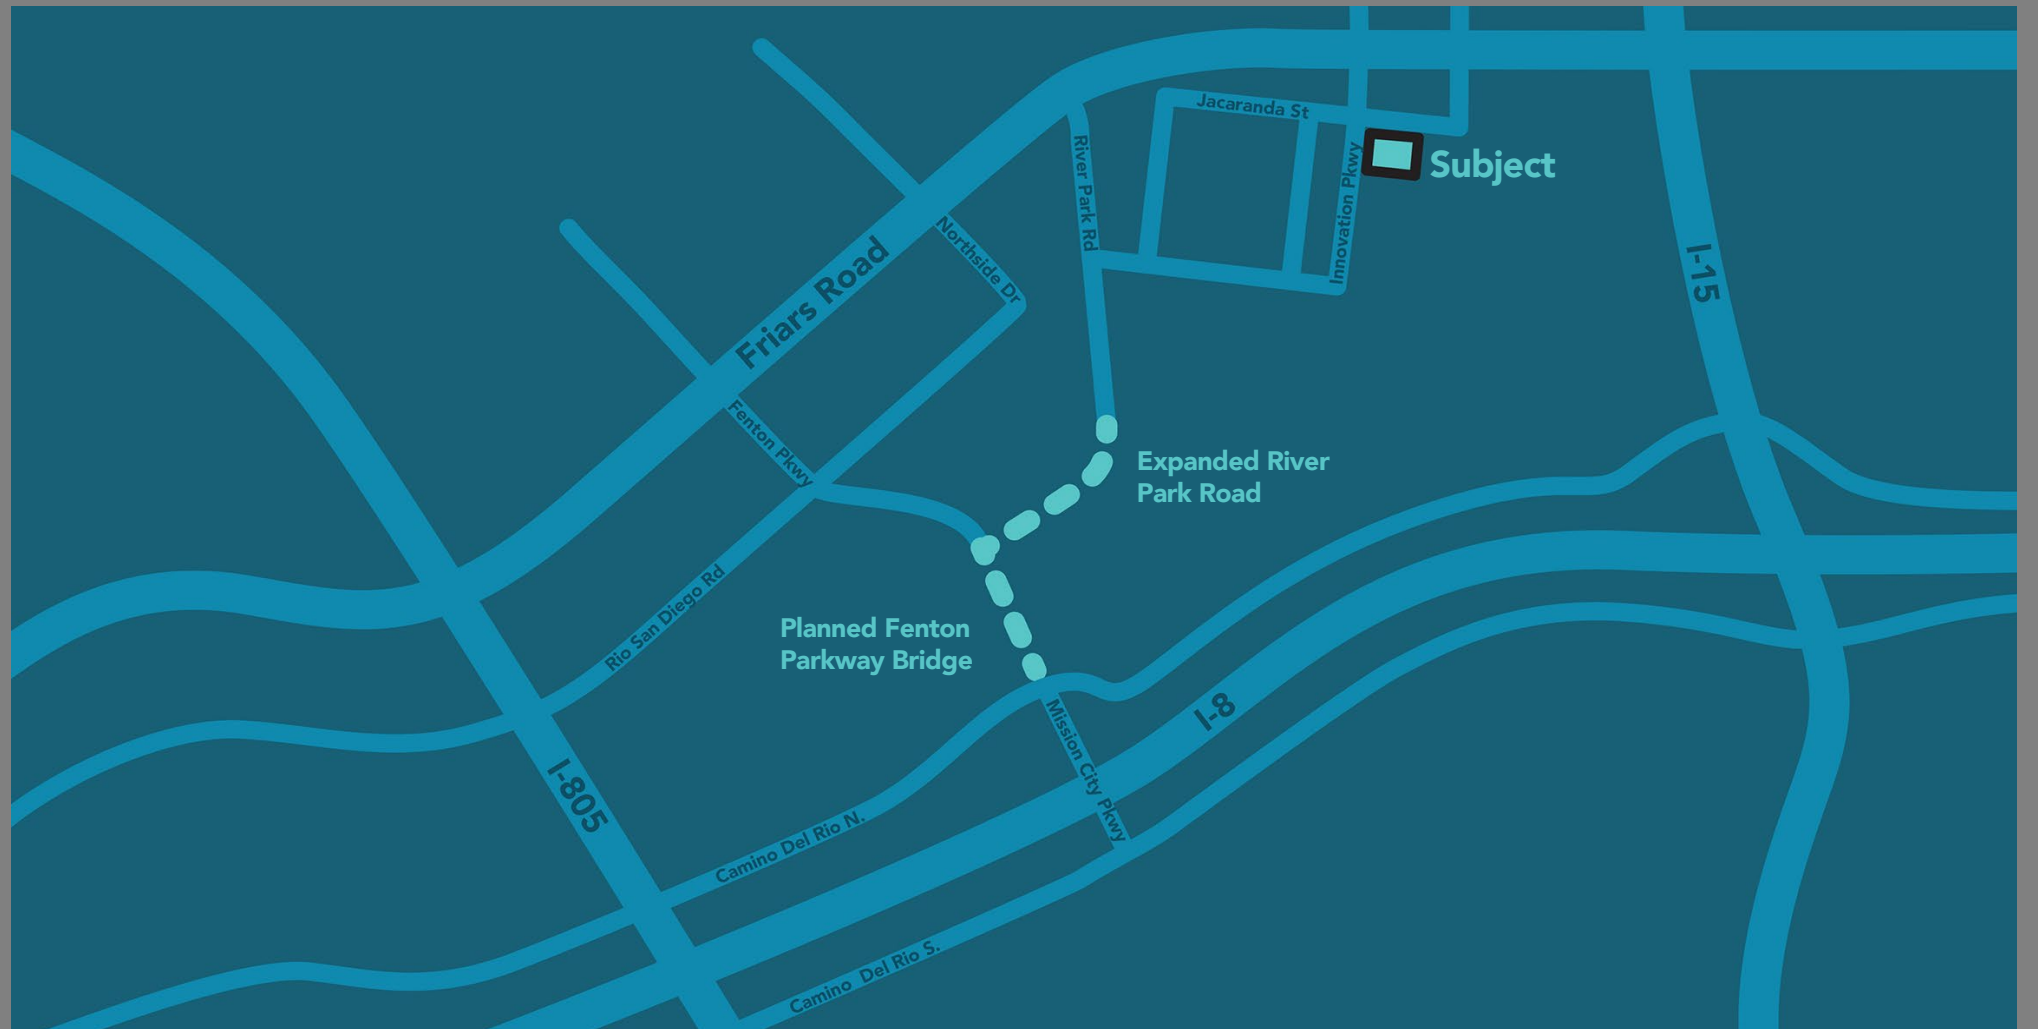 Jacaranda St
River Park Rd
Innovation Pkwy
Subject
Northside Dr
Friars Road
I-15
Fenton Pkwy
Expanded River
Park Road
Rio San Diego Rd
Planned Fenton
Parkway Bridge
I-8
Mission City Pkwy
I-805
Camino Del Rio N.
Camino Del Rio S.